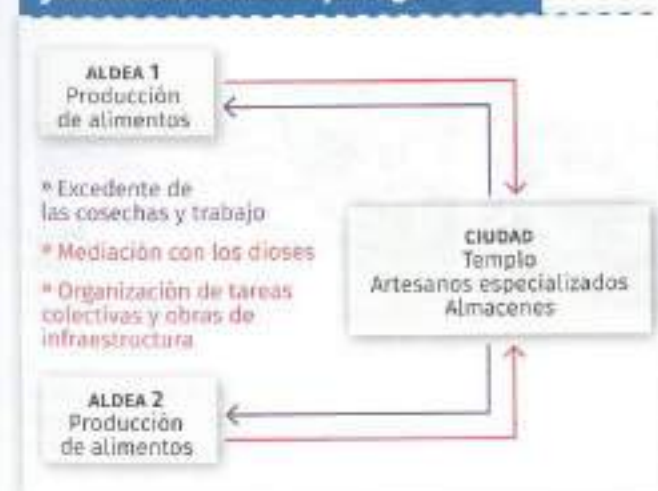 ALDEA 1
Producción
de alimentos
* Excedente de
las cosechas y trabajo
* Mediación con los dioses
* Organización de tareas
colectivas y obras de
infraestructura
CIUDAD
Templo
Artesanos especializados
Almacenes
ALDEA 2
Producción
de alimentos